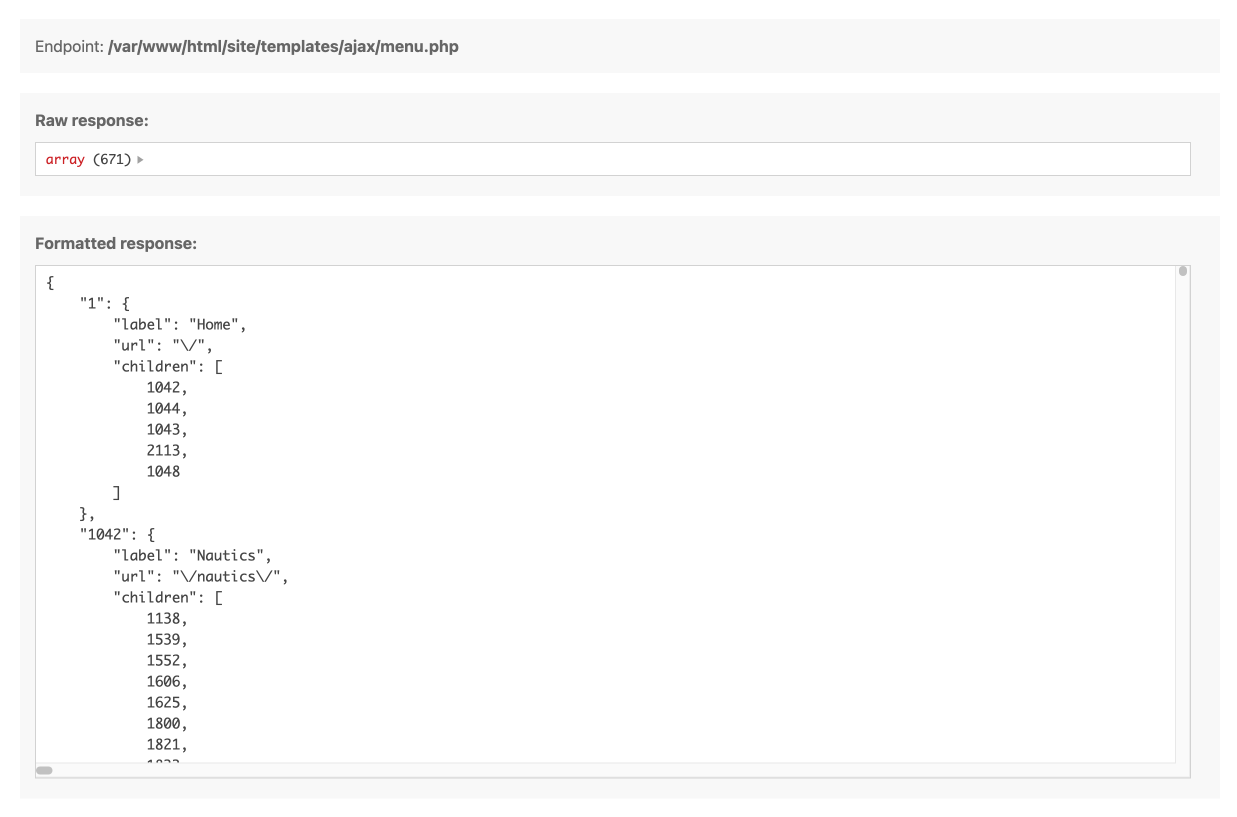 Endpoint: /var/www/html/site/templates/ajax/menu.php
Raw response:
array (671)
Formatted response:
{
    "1": {
        "label": "Home",
        "url": "\/",
        "children": [
            1042,
            1044,
            1043,
            2113,
            1048
        ]
    },
    "1042": {
        "label": "Nautics",
        "url": "\/nautics\/",
        "children": [
            1138,
            1539,
            1552,
            1606,
            1625,
            1800,
            1821,